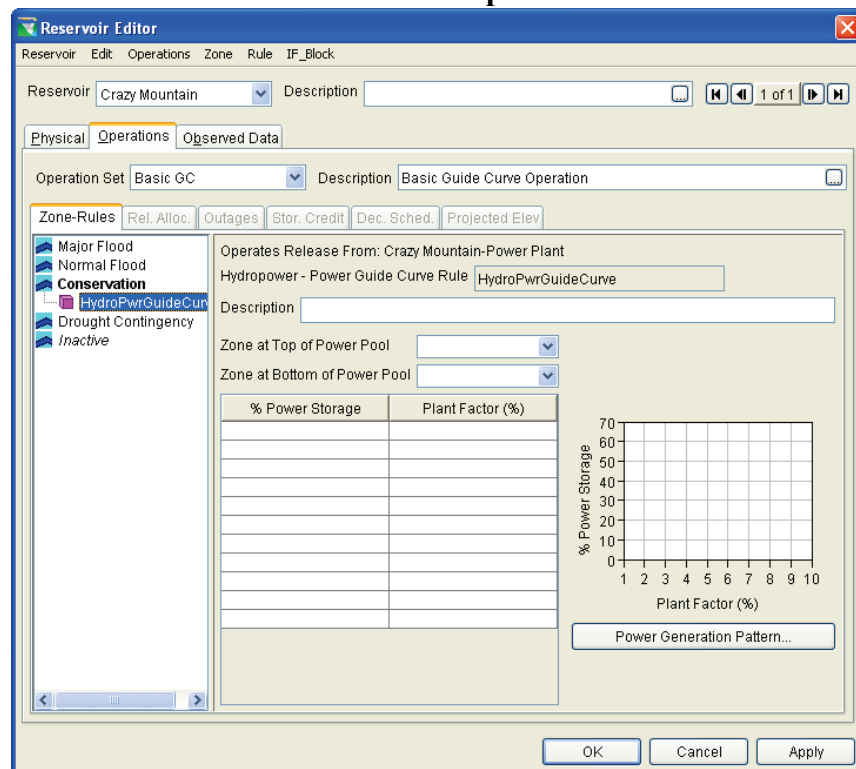 Reservoir Editor
Reservoir Edit Operations Zone Rule IF_Block
Reservoir Crazy Mountain Description ... 1 of 1
Physical Operations Observed Data
Operation Set Basic GC Description Basic Guide Curve Operation ...
Zone-Rules Rel. Alloc. Outages Stor. Credit Dec. Sched. Projected Elev
Major Flood
Normal Flood
Conservation
HydroPwrGuideCurv
Drought Contingency
Inactive
Operates Release From: Crazy Mountain-Power Plant
Hydropower - Power Guide Curve Rule HydroPwrGuideCurve
Description
Zone at Top of Power Pool
Zone at Bottom of Power Pool
% Power Storage Plant Factor (%)
% Power Storage
70
60
50
40
30
20
10
0
1 2 3 4 5 6 7 8 9 10
Plant Factor (%)
Power Generation Pattern...
OK Cancel Apply